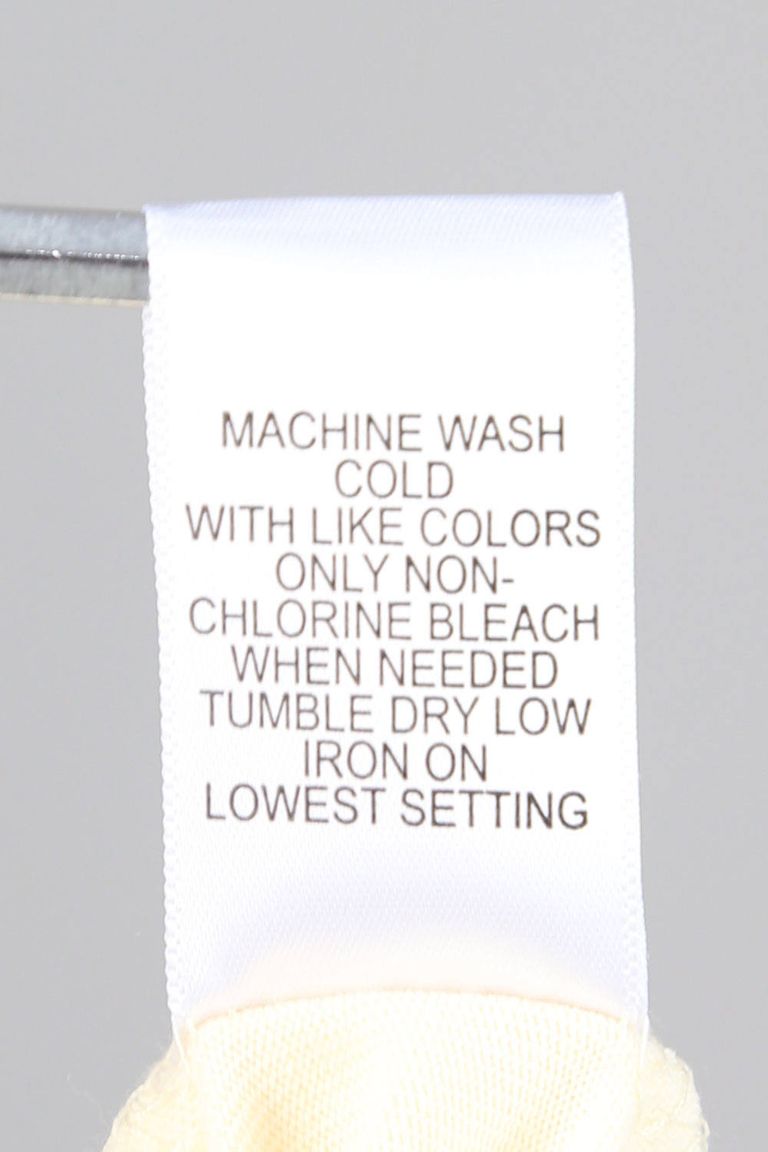 MACHINE WASH
COLD
WITH LIKE COLORS
ONLY NON-
CHLORINE BLEACH
WHEN NEEDED
TUMBLE DRY LOW
IRON ON
LOWEST SETTING